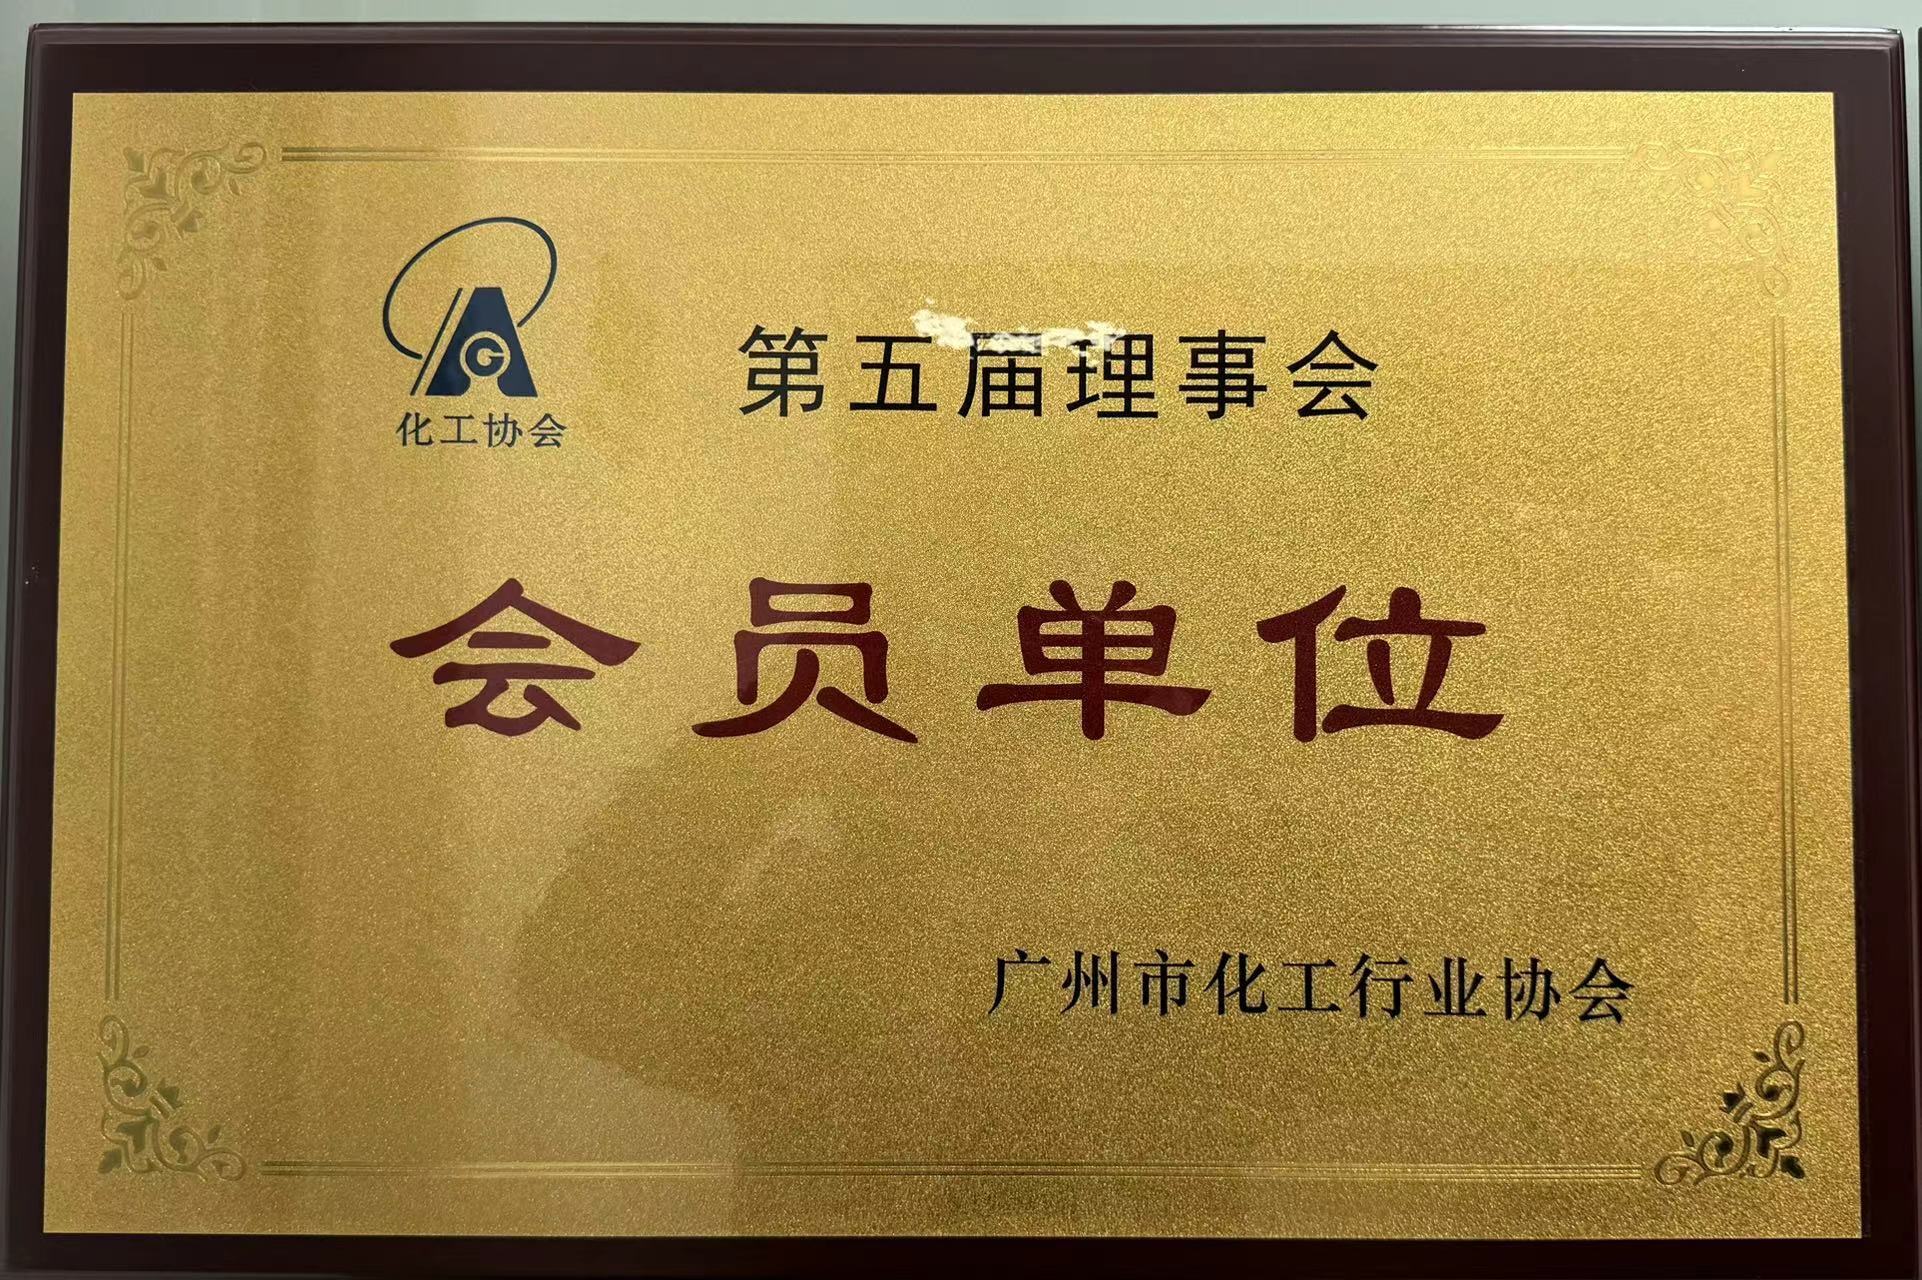 化工协会
第五届理事会
会员单位
广州市化工行业协会